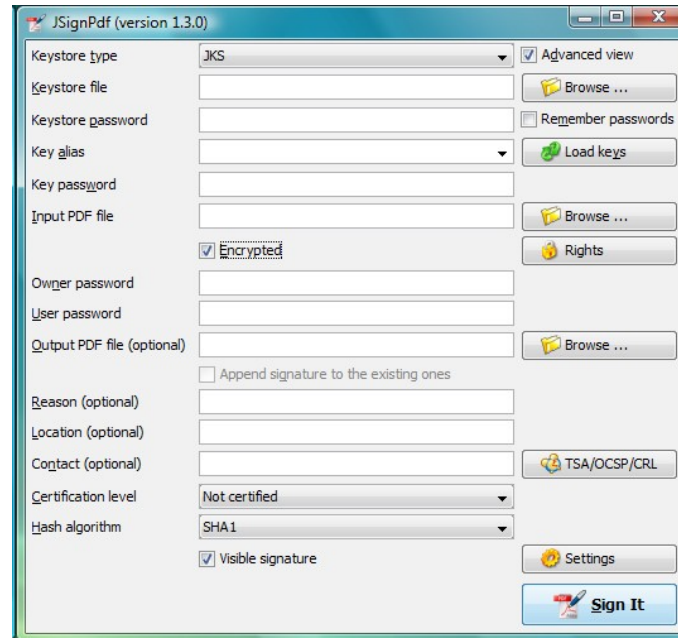 JSignPdf (version 1.3.0)
Keystore type JKS Advanced view
Keystore file Browse ...
Keystore password Remember passwords
Key alias Load keys
Key password
Input PDF file Browse ...
Encrypted Rights
Owner password
User password
Output PDF file (optional) Browse ...
Append signature to the existing ones
Reason (optional)
Location (optional)
Contact (optional) TSA/OCSP/CRL
Certification level Not certified
Hash algorithm SHA1
Visible signature Settings
Sign It